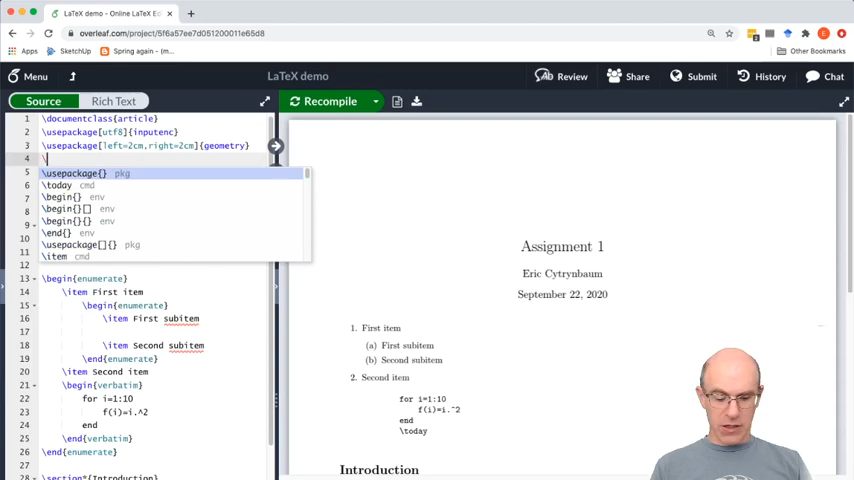 LaTeX demo - Online LaTeX Ed
overleaf.com/project/5f6a57ee7d051200011e65d8
Apps SketchUp Spring again - (m...
Other Bookmarks
Menu LaTeX demo Review Share Submit History Chat
Source Rich Text Recompile
1 \documentclass{article}
2 \usepackage[utf8]{inputenc}
3 \usepackage[left=2cm,right=2cm]{geometry}
4 \
5 \usepackage{} pkg
6 \today cmd
7 \begin{} env
8 \begin{}[] env
9 \begin{}{} env
10 \end{} env
11 \usepackage[]{} pkg
\item cmd
13 \begin{enumerate}
14 \item First item
15 \begin{enumerate}
16 \item First subitem
17
18 \item Second subitem
19 \end{enumerate}
20 \item Second item
21 \begin{verbatim}
22 for i=1:10
23 f(i)=i.^2
24 end
25 \end{verbatim}
26 \end{enumerate}
27
28 \section*{Introduction}
Assignment 1
Eric Cytrynbaum
September 22, 2020
1. First item
(a) First subitem
(b) Second subitem
2. Second item
for i=1:10
f(i)=i.^2
end
\today
Introduction